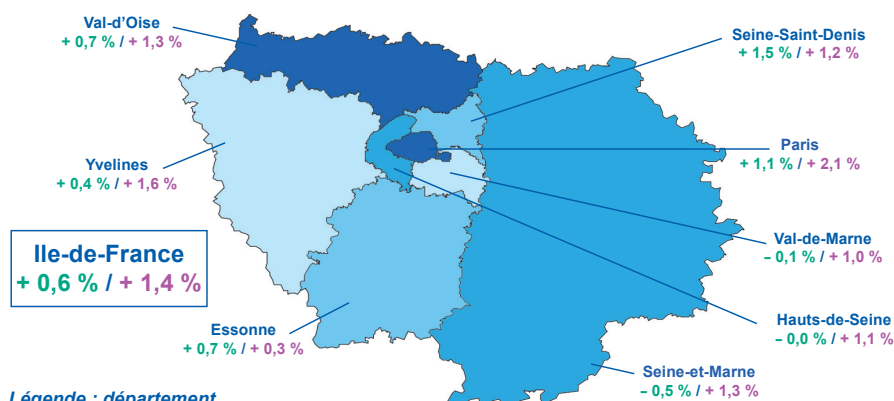 Val-d’Oise
+ 0,7 % / + 1,3 %
Seine-Saint-Denis
+ 1,5 % / + 1,2 %
Yvelines
+ 0,4 % / + 1,6 %
Paris
+ 1,1 % / + 2,1 %
Ile-de-France
+ 0,6 % / + 1,4 %
Val-de-Marne
– 0,1 % / + 1,0 %
Essonne
+ 0,7 % / + 0,3 %
Hauts-de-Seine
– 0,0 % / + 1,1 %
Seine-et-Marne
– 0,5 % / + 1,3 %
Légende : département